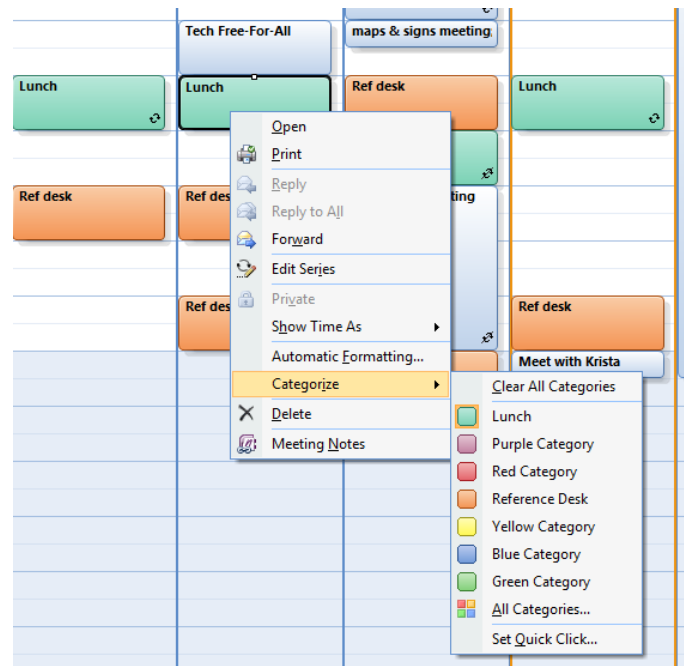 Tech Free-For-All
maps & signs meeting;
Lunch
Lunch
Ref desk
Lunch
Open
Print
Reply
Reply to All
Forward
Edit Series
Private
Show Time As
Automatic Formatting...
Categorize
Delete
Meeting Notes
Ref desk
Ref des
ting
Ref des
Ref desk
Meet with Krista
Clear All Categories
Lunch
Purple Category
Red Category
Reference Desk
Yellow Category
Blue Category
Green Category
All Categories...
Set Quick Click...